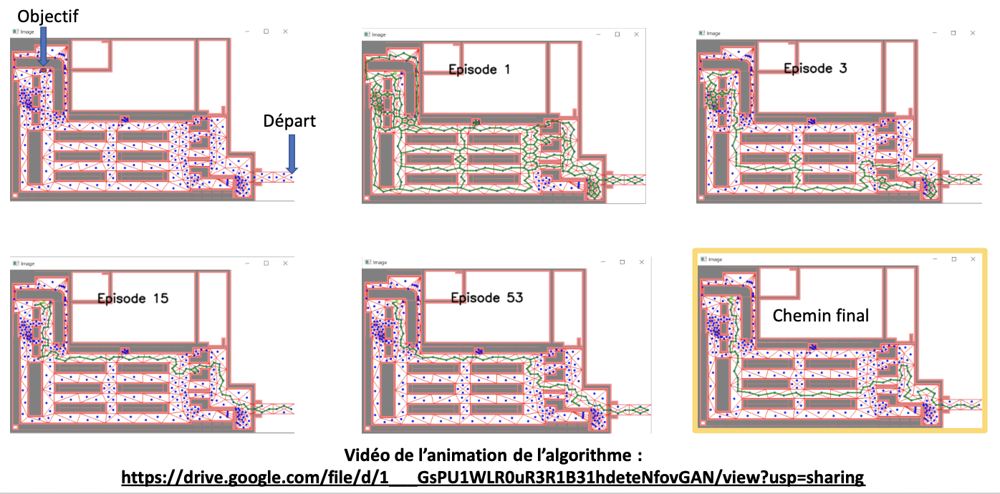 Objectif
Image
Départ
Image
Episode 1
Image
Episode 3
Image
Episode 15
Image
Episode 53
Image
Chemin final
Vidéo de l’animation de l’algorithme :
https://drive.google.com/file/d/1___GsPU1WLR0uR3R1B31hdeteNfovGAN/view?usp=sharing